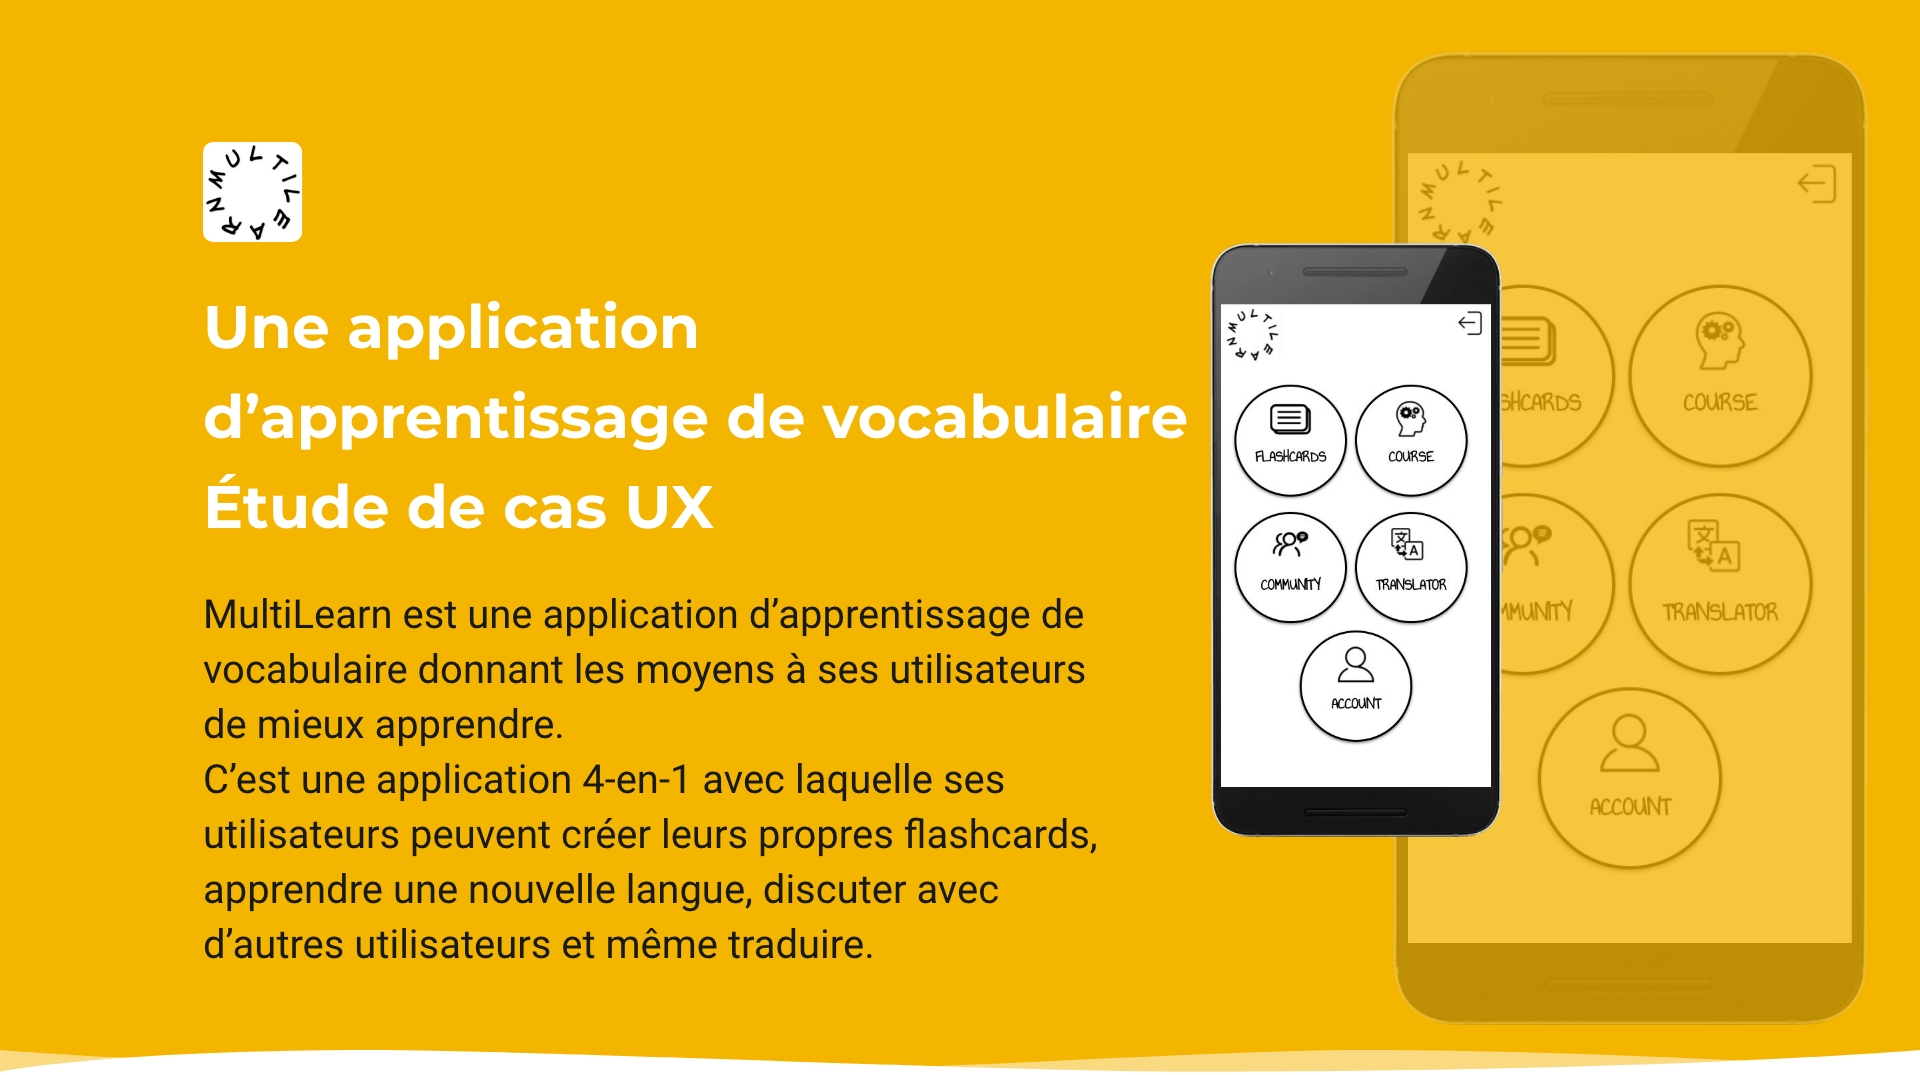 MULTILEARN
Une application
d’apprentissage de vocabulaire
Étude de cas UX
MultiLearn est une application d’apprentissage de
vocabulaire donnant les moyens à ses utilisateurs
de mieux apprendre.
C’est une application 4-en-1 avec laquelle ses
utilisateurs peuvent créer leurs propres flashcards,
apprendre une nouvelle langue, discuter avec
d’autres utilisateurs et même traduire.
MULTILEARN
FLASHCARDS
COURSE
COMMUNITY
文
A
TRANSLATOR
ACCOUNT
MULTILEARN
SHCARDS
COURSE
MMUNITY
文
A
TRANSLATOR
ACCOUNT